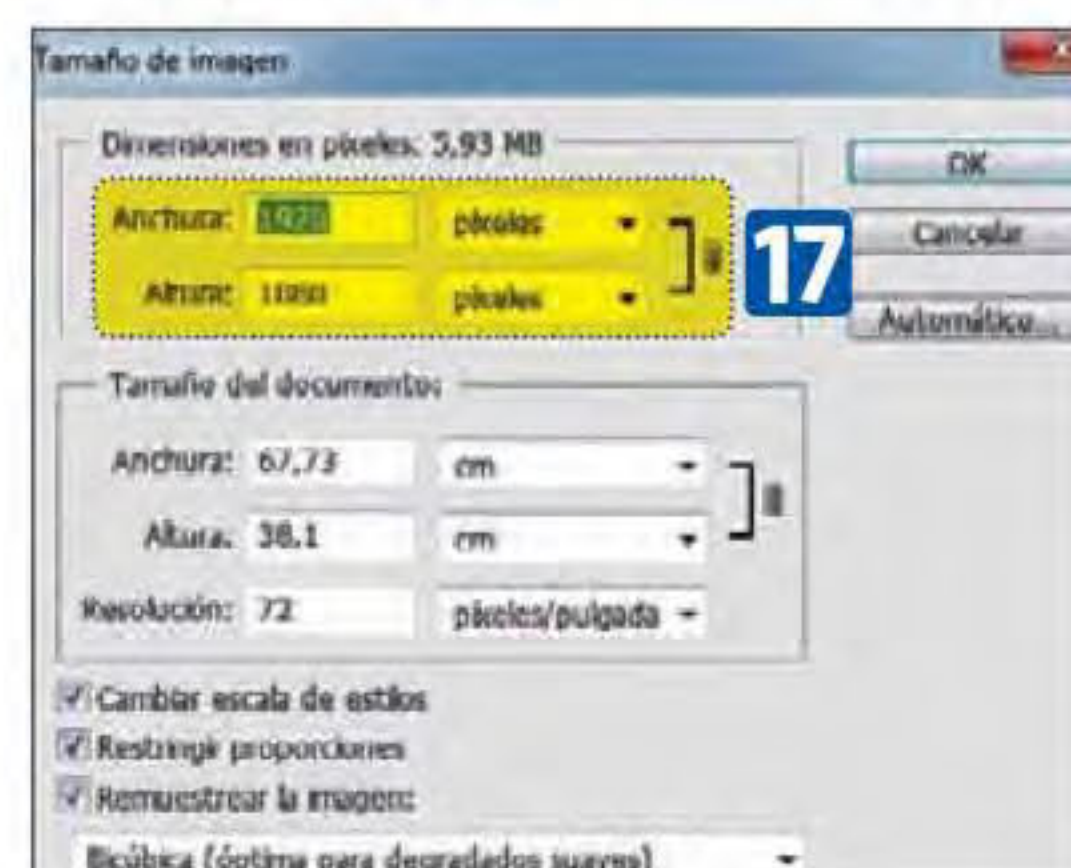 Tamaño de imagen
Dimensiones en píxeles: 5,93 MB
OK
Anchura: píxeles
17
Cancelar
Altura: píxeles
Automático...
Tamaño del documento:
Anchura: 67,73 cm
Altura: 38,1 cm
Resolución: 72 píxeles/pulgada
Cambiar escala de estilos
Restringir proporciones
Remuestrear la imagen:
Bicúbica (óptima para degradados suaves)